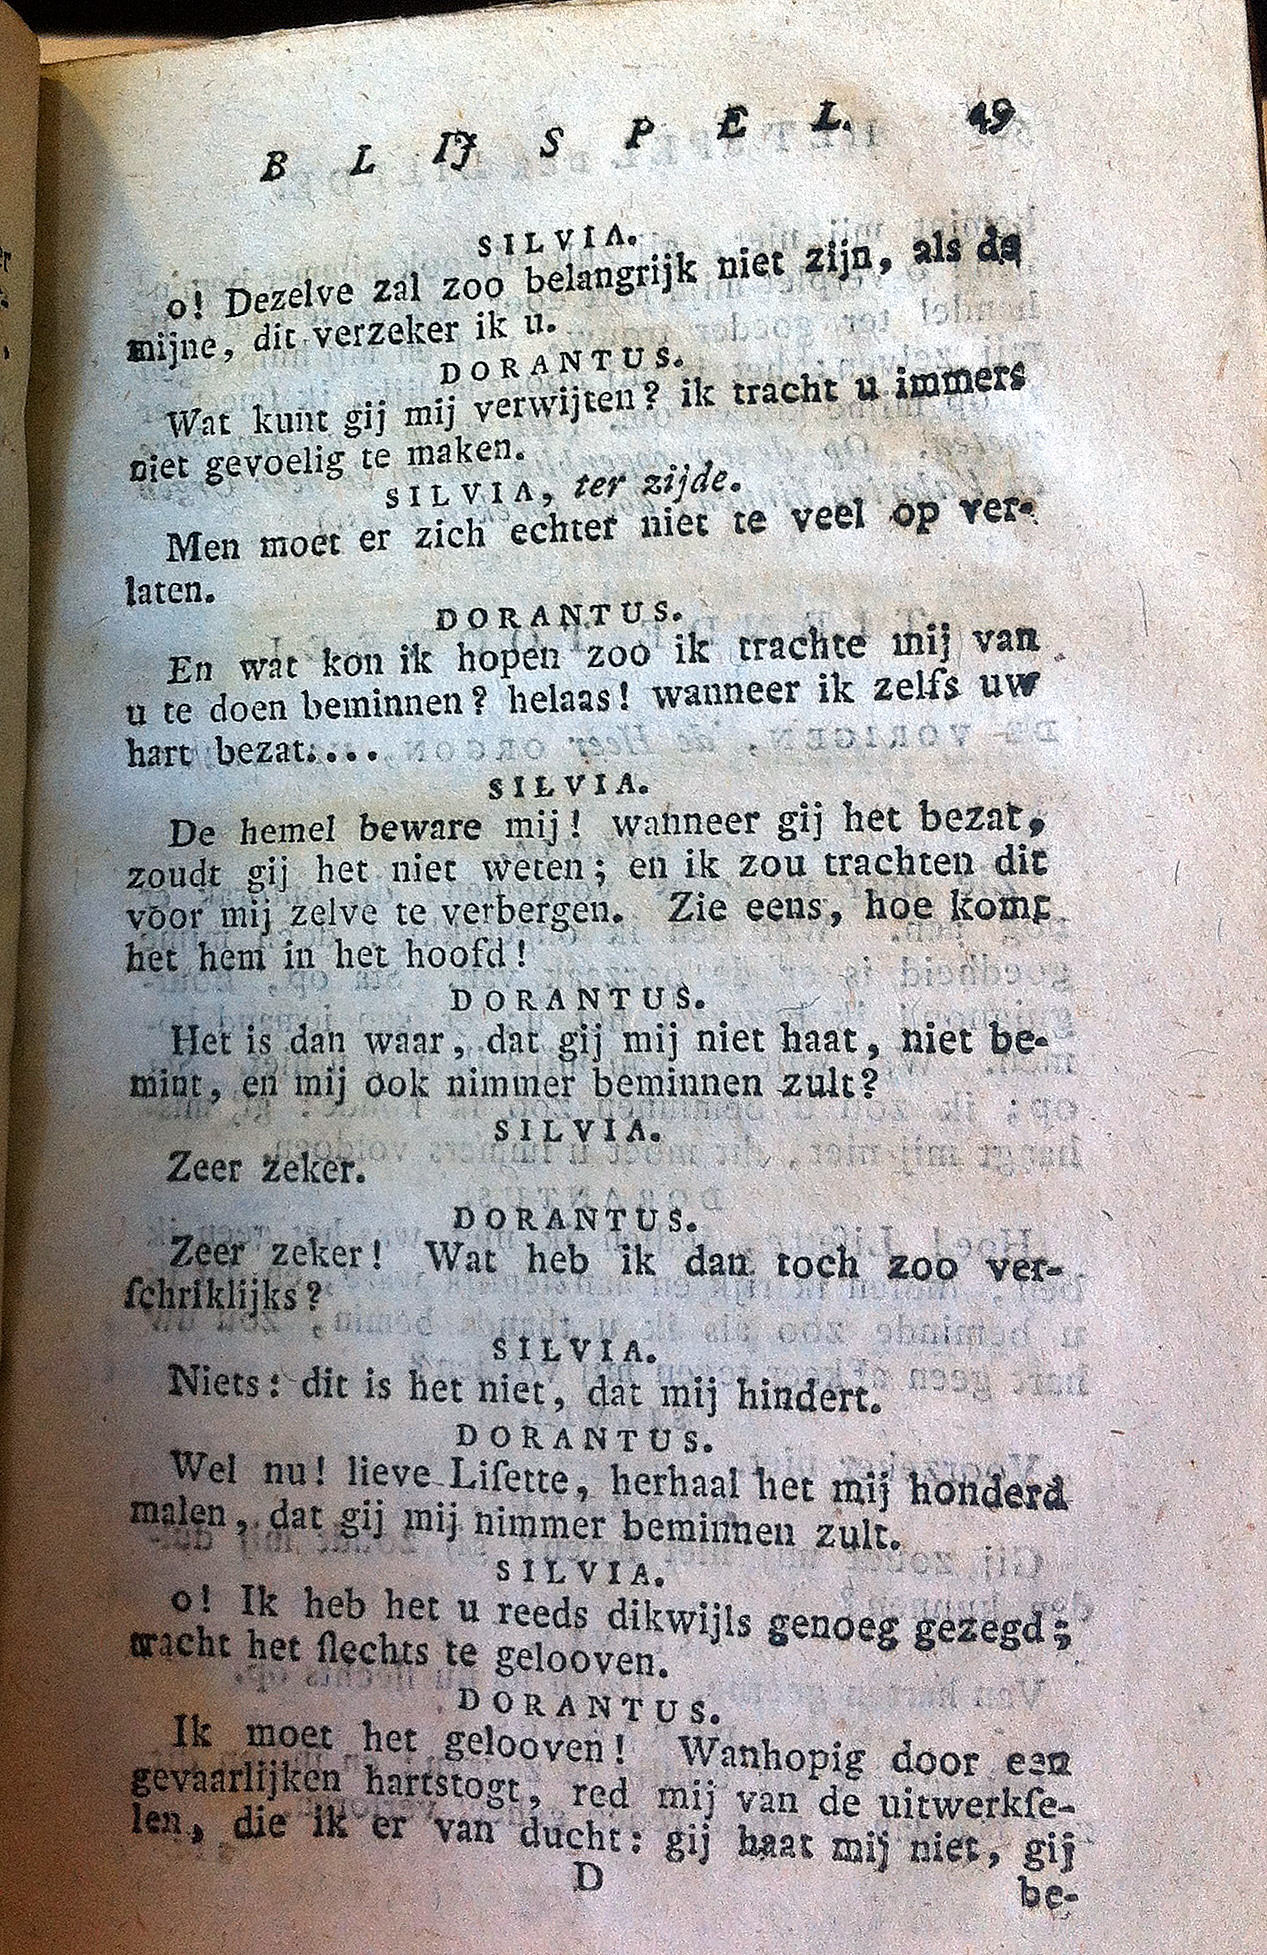 BLIJSPEL. 49
SILVIA.
o! Dezelve zal zoo belangrijk niet zijn, als de
mijne, dit verzeker ik u.
DORANTUS.
Wat kunt gij mij verwijten? ik tracht u immers
niet gevoelig te maken.
SILVIA, ter zijde.
Men moet er zich echter niet te veel op ver-
laten.
DORANTUS.
En wat kon ik hopen zoo ik trachte mij van
u te doen beminnen? helaas! wanneer ik zelfs uw
hart bezat....
SILVIA.
De hemel beware mij! wanneer gij het bezat,
zoudt gij het niet weten; en ik zou trachten dit
voor mij zelve te verbergen. Zie eens, hoe komt
het hem in het hoofd!
DORANTUS.
Het is dan waar, dat gij mij niet haat, niet be-
mint, en mij ook nimmer beminnen zult?
SILVIA.
Zeer zeker.
DORANTUS.
Zeer zeker! Wat heb ik dan toch zoo ver-
ſchriklijks?
SILVIA.
Niets: dit is het niet, dat mij hindert.
DORANTUS.
Wel nu! lieve Liſette, herhaal het mij honderd
malen, dat gij mij nimmer beminnen zult.
SILVIA.
o! Ik heb het u reeds dikwijls genoeg gezegd;
tracht het ſlechts te gelooven.
DORANTUS.
Ik moet het gelooven! Wanhopig door een
gevaarlijken hartstogt, red mij van de uitwerkſe-
len, die ik er van ducht: gij haat mij niet, gij
D
be-